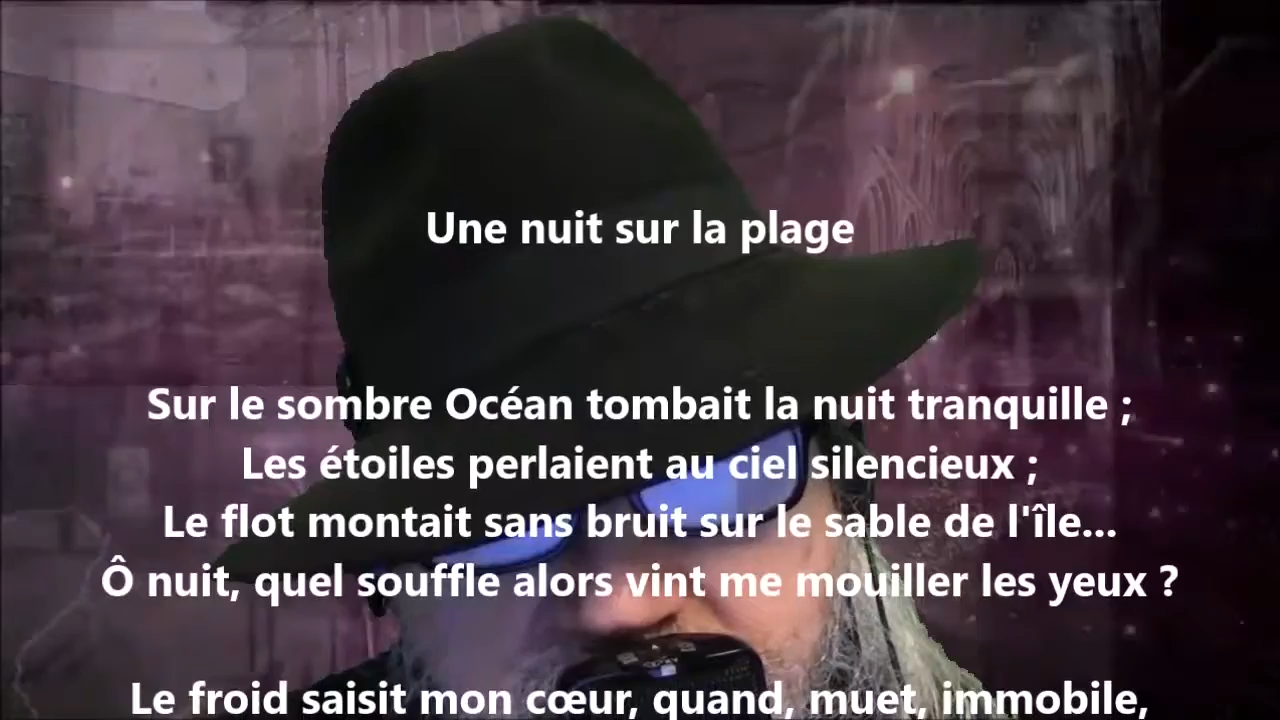 Une nuit sur la plage
Sur le sombre Océan tombait la nuit tranquille ;
Les étoiles perlaient au ciel silencieux ;
Le flot montait sans bruit sur le sable de l'île...
Ô nuit, quel souffle alors vint me mouiller les yeux ?
Le froid saisit mon cœur, quand, muet, immobile,